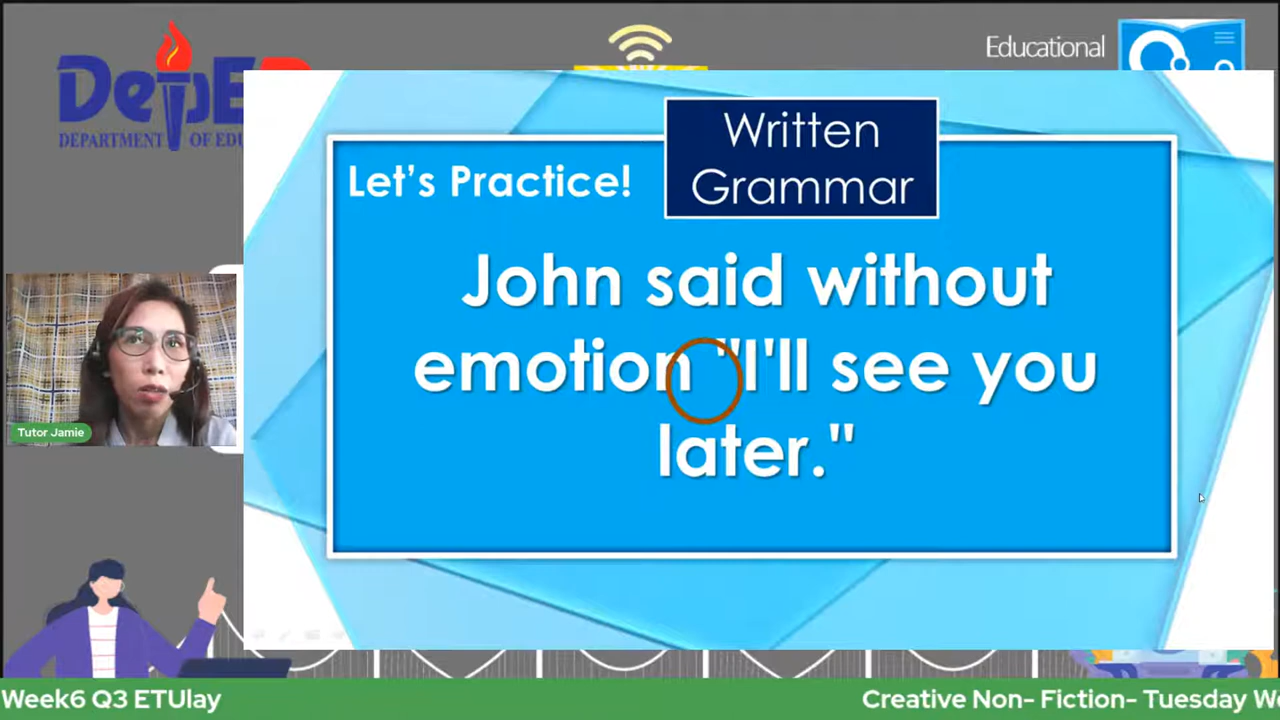 DepE
DEPARTMENT OF EDU
Educational
Written
Grammar
Let's Practice!
John said without
emotion "I'll see you
later."
Tutor Jamie
Week6 Q3 ETUlay
Creative Non- Fiction- Tuesday We